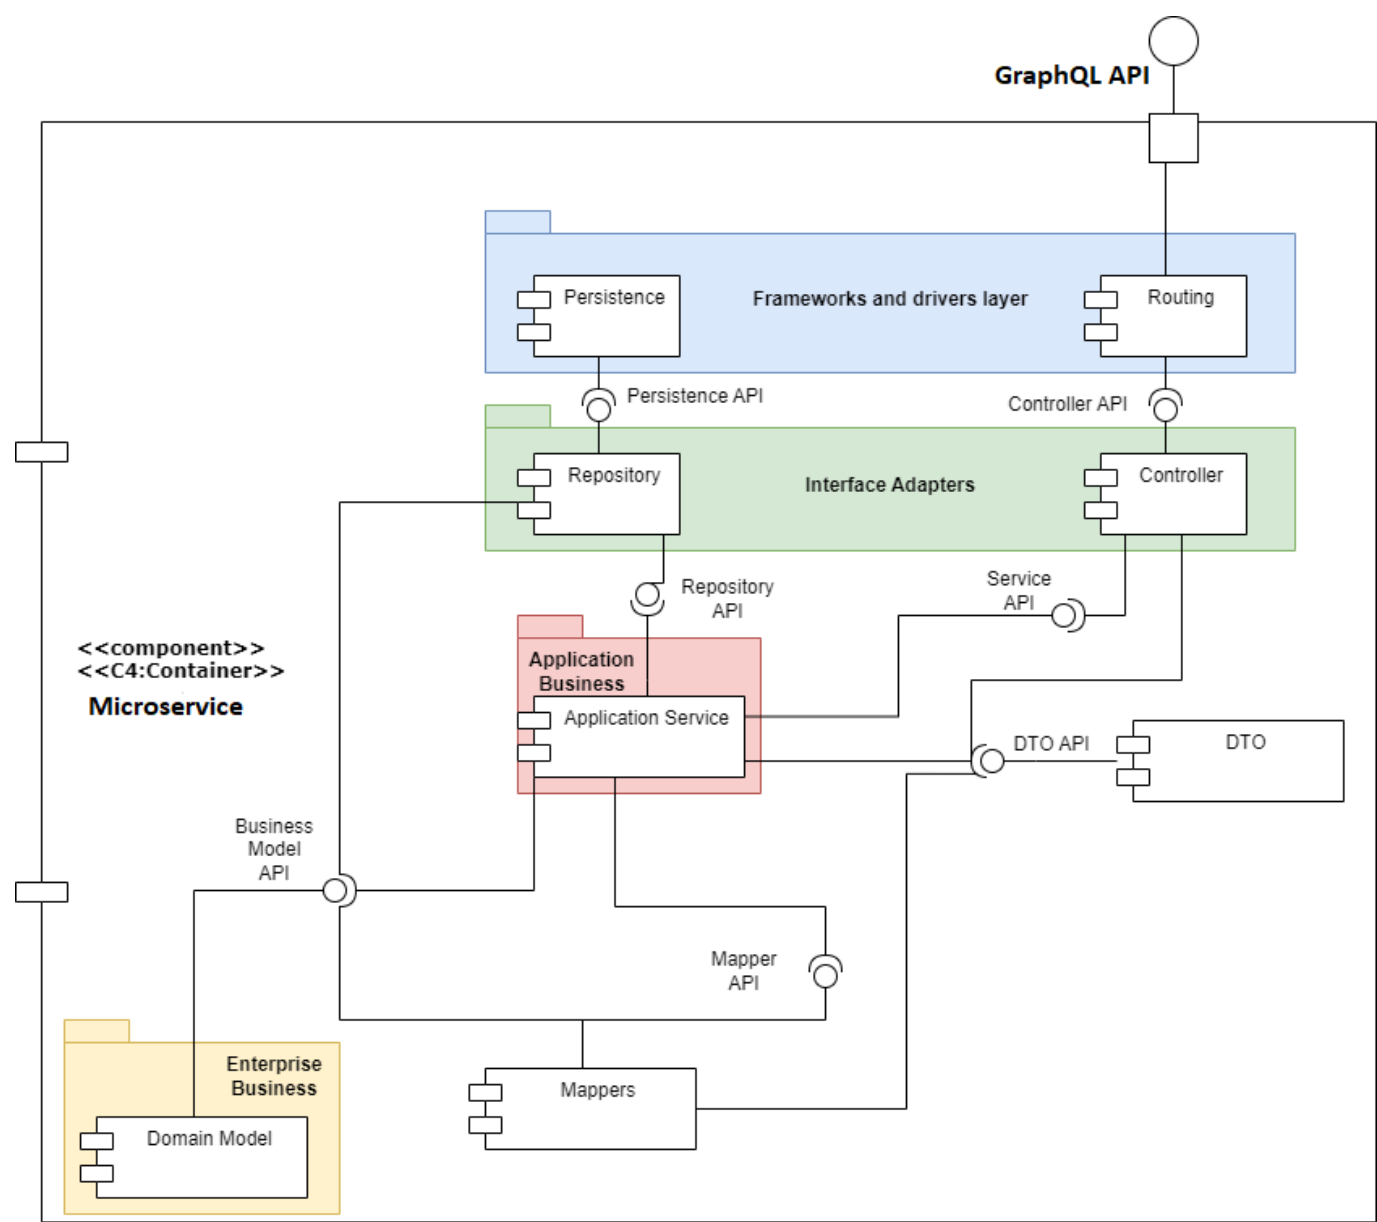 GraphQL API
Persistence
Frameworks and drivers layer
Routing
Persistence API
Controller API
Repository
Interface Adapters
Controller
Repository
API
Service
API
<<component>>
<<C4:Container>>
Microservice
Application
Business
Application Service
DTO API
DTO
Business
Model
API
Mapper
API
Enterprise
Business
Mappers
Domain Model